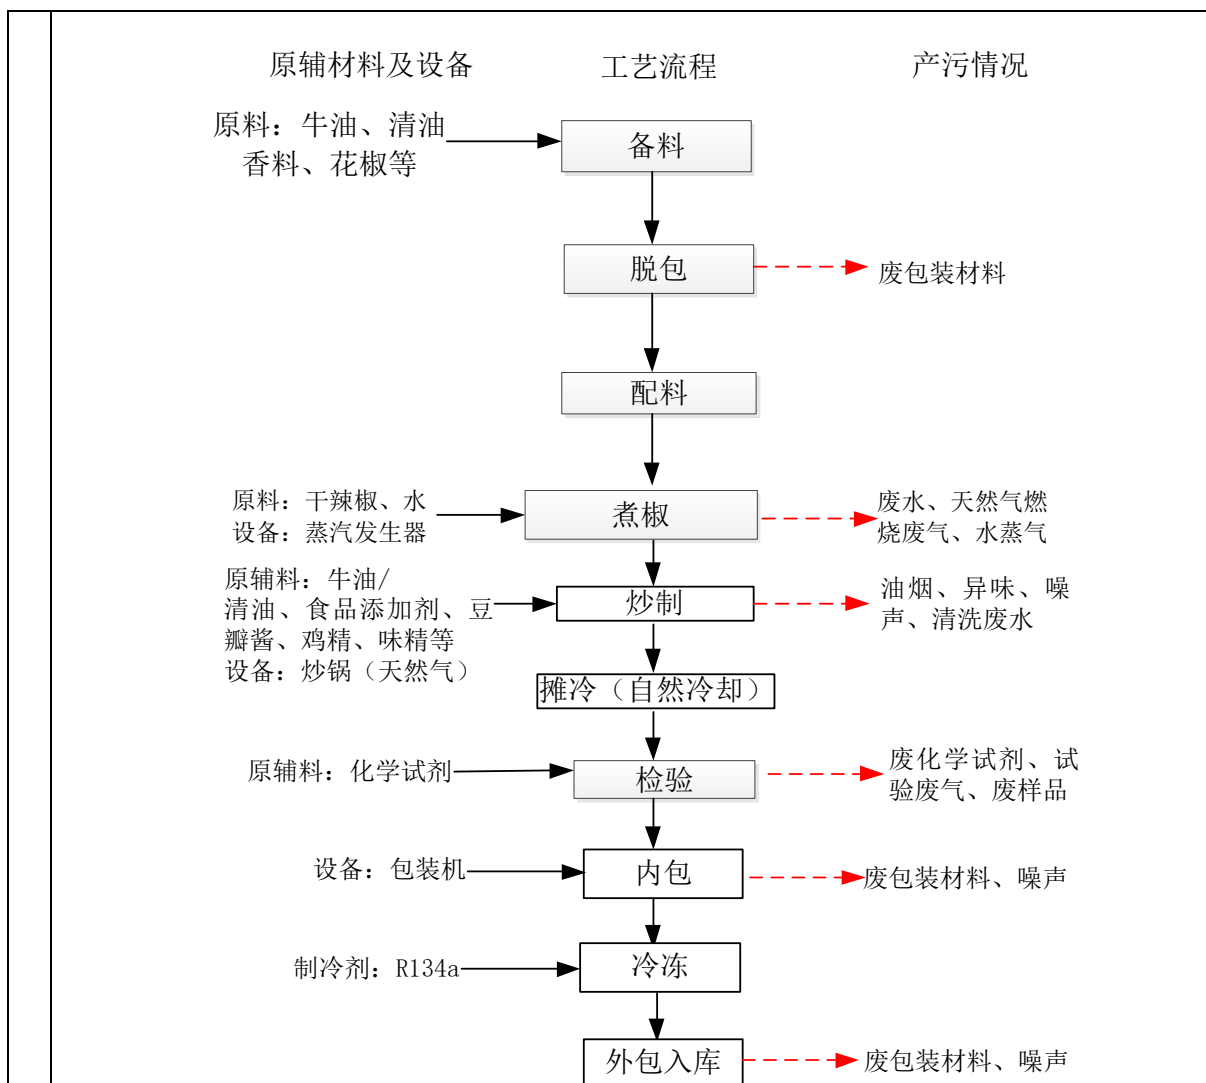 原辅材料及设备
工艺流程
产污情况
原料：牛油、清油
香料、花椒等
备料
脱包
废包装材料
配料
原料：干辣椒、水
设备：蒸汽发生器
煮椒
废水、天然气燃
烧废气、水蒸气
原辅料：牛油/
清油、食品添加剂、豆
瓣酱、鸡精、味精等
设备：炒锅（天然气）
炒制
油烟、异味、噪
声、清洗废水
摊冷（自然冷却）
原辅料：化学试剂
检验
废化学试剂、试
验废气、废样品
设备：包装机
内包
废包装材料、噪声
制冷剂：R134a
冷冻
外包入库
废包装材料、噪声